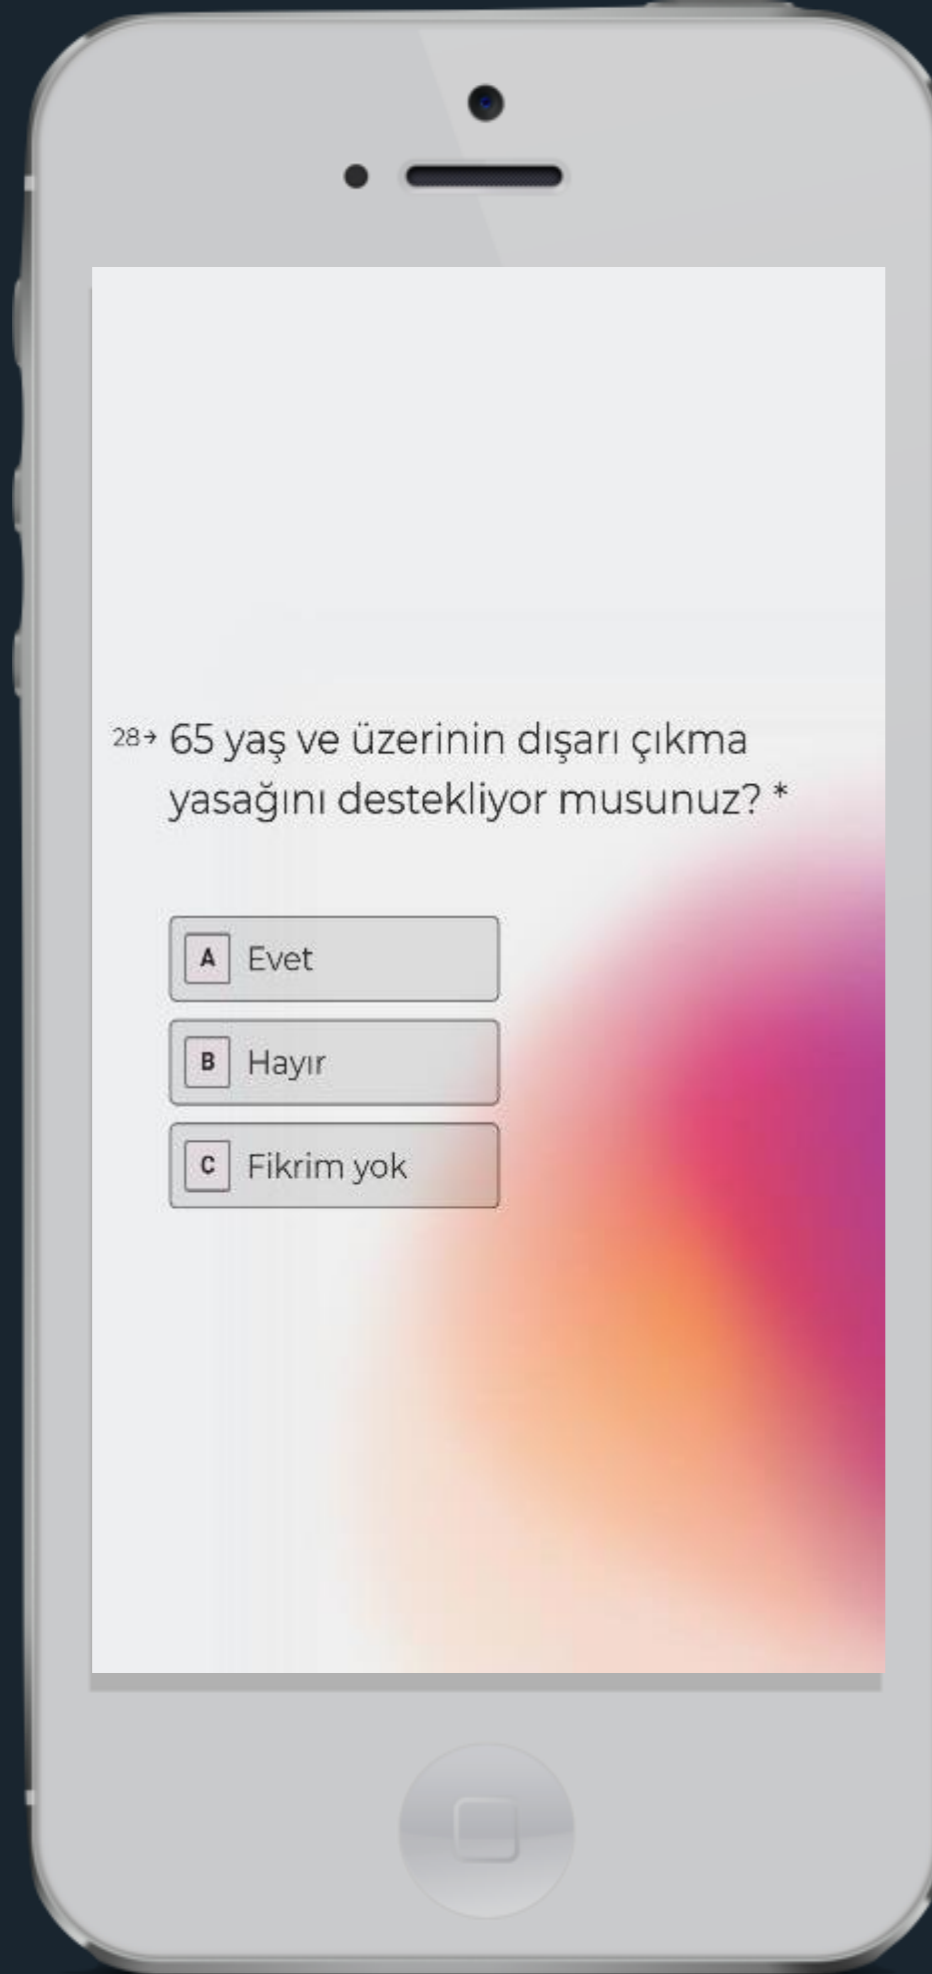 28→ 65 yaş ve üzerinin dışarı çıkma
yasağını destekliyor musunuz? *
A Evet
B Hayır
C Fikrim yok